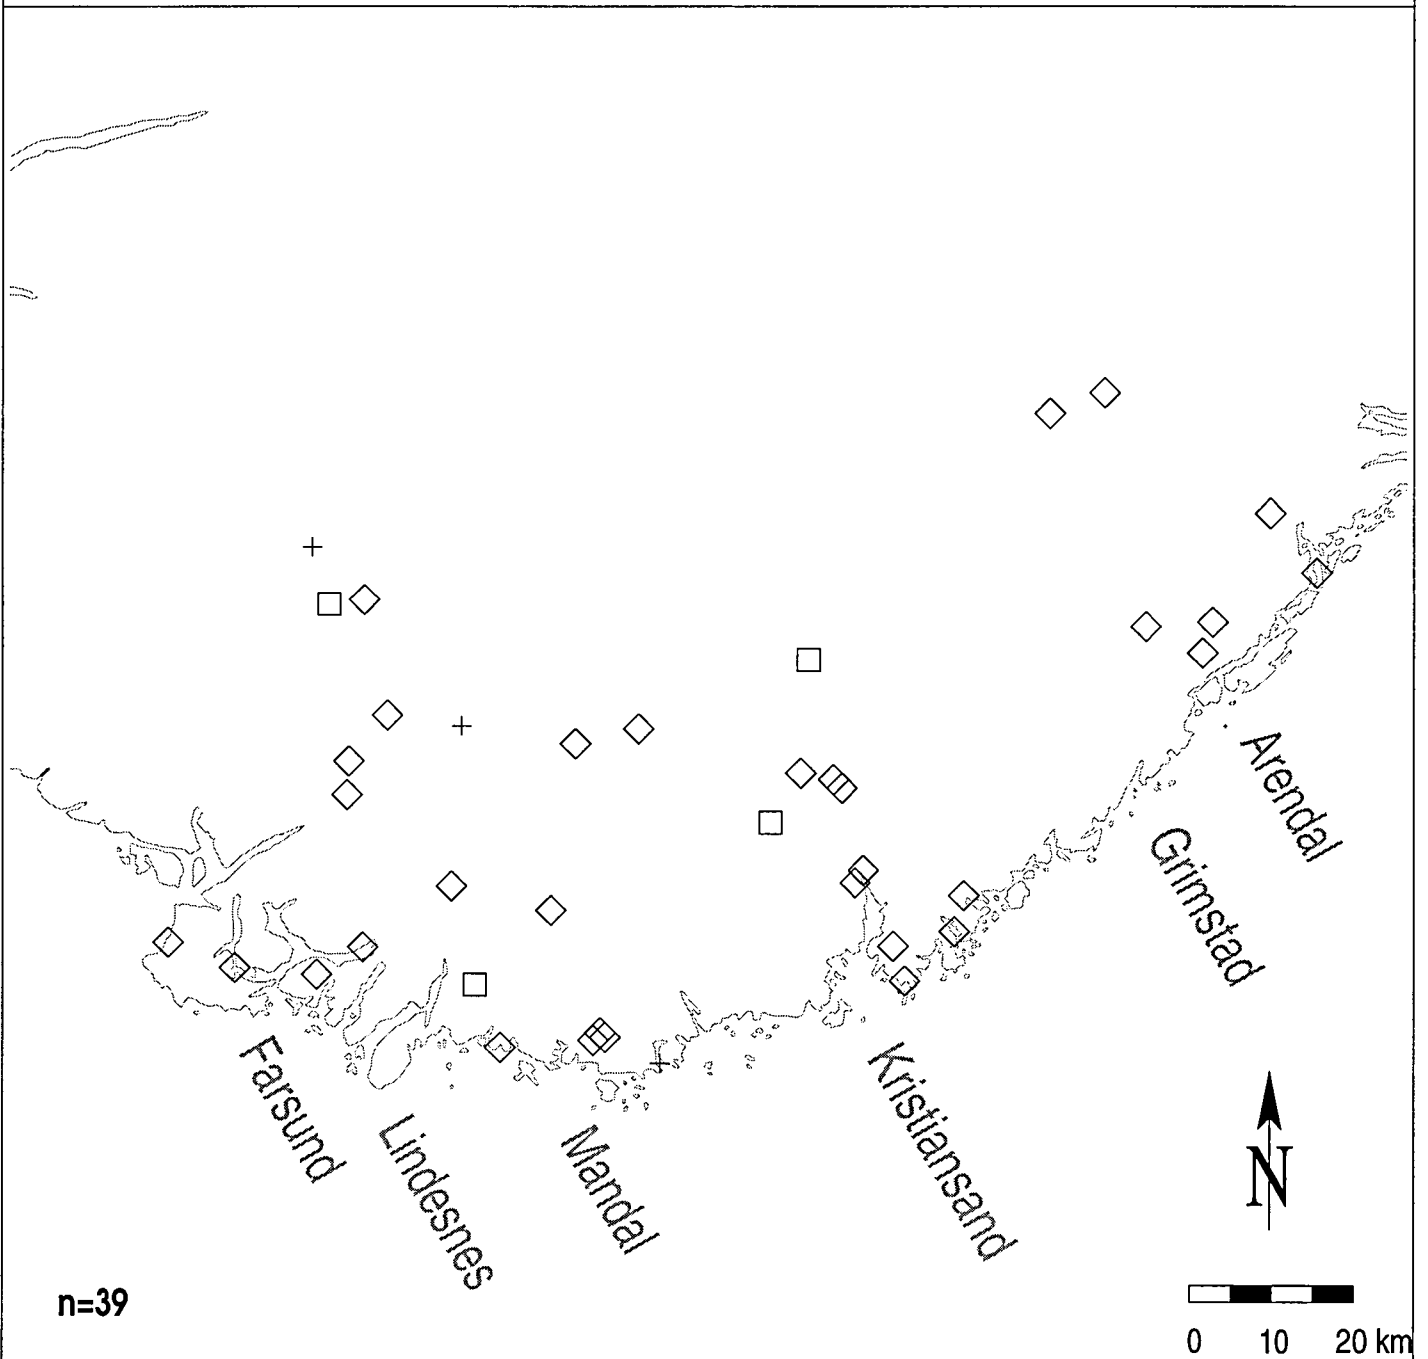 Arendal
Grimstad
Kristiansand
Farsund
Lindesnes
Mandal
N
n=39
0 10 20 km